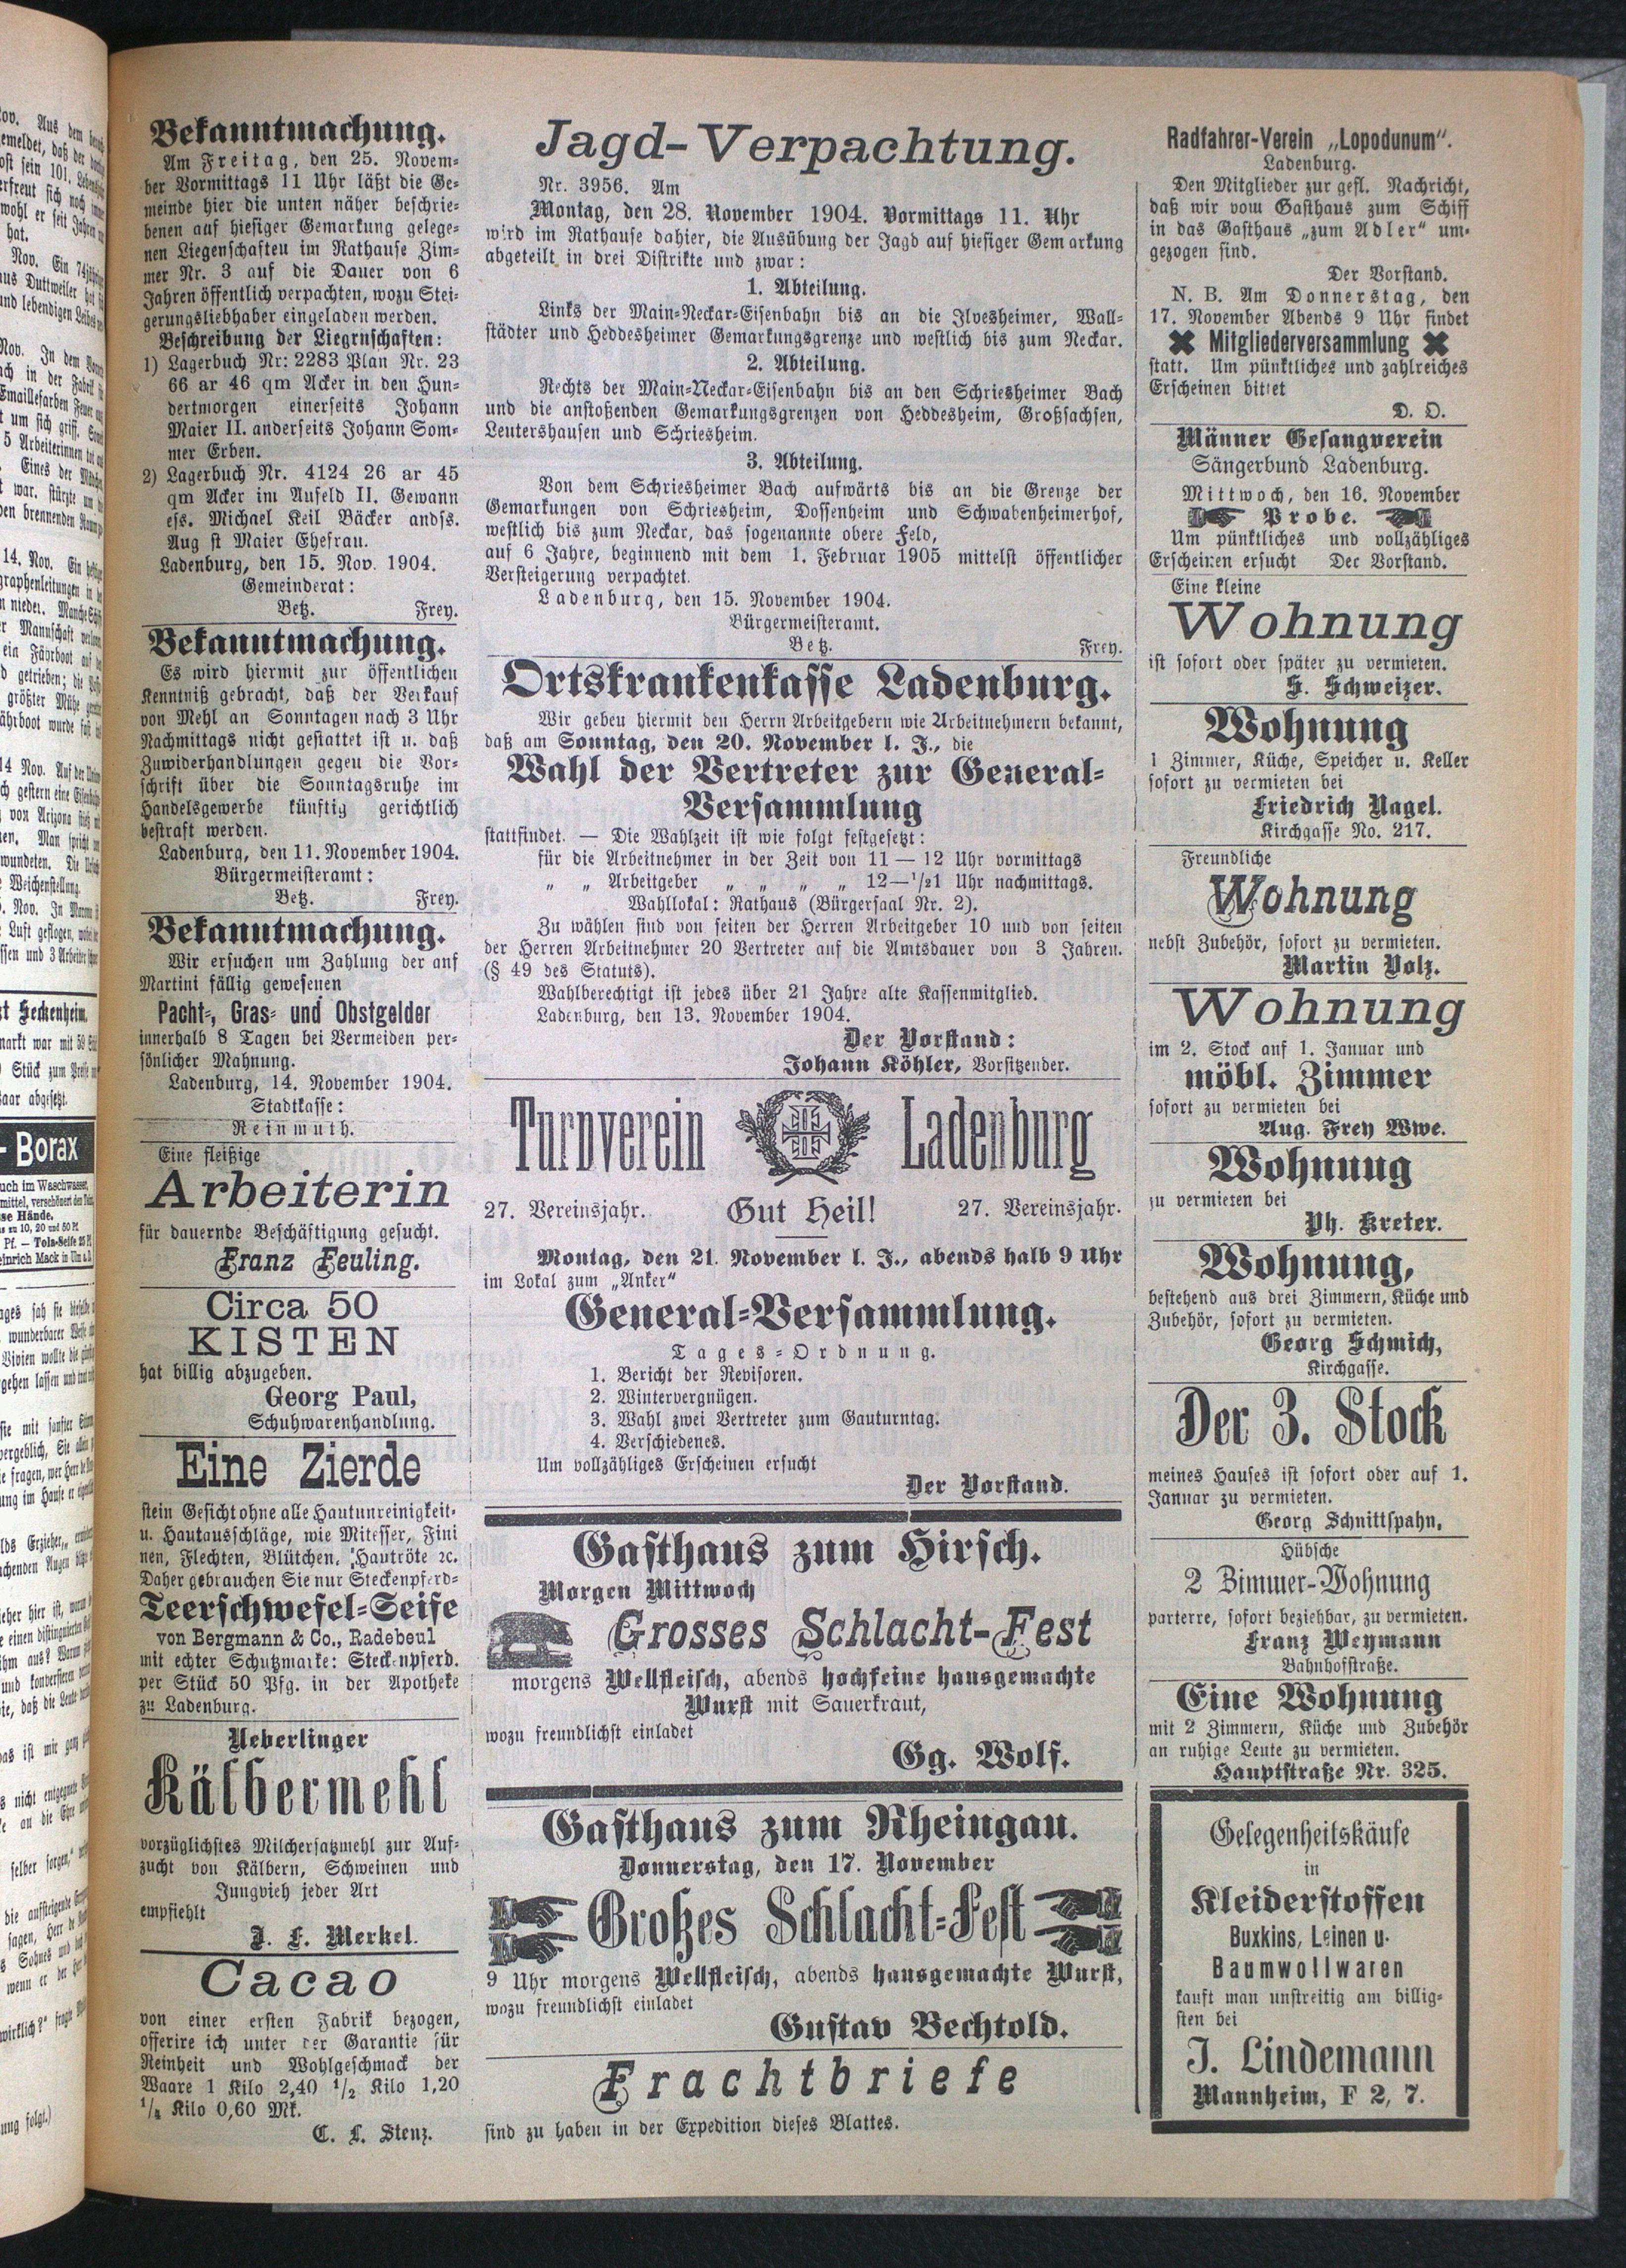 Bekanntmachung.
Am Freitag, den 25. Novem-
ber Vormittags 11 Uhr läßt die Ge-
meinde hier die unten näher beschrie-
benen auf hiesiger Gemarkung gelege-
nen Liegenschaften im Rathause Zim-
mer Nr. 3 auf die Dauer von 6
Jahren öffentlich verpachten, wozu Stei-
gerungsliebhaber eingeladen werden.
Beschreibung der Liegrnschaften:
1) Lagerbuch Nr: 2283 Plan Nr. 23
66 ar 46 qm Acker in den Hun-
dertmorgen einerseits Johann
Maier II. anderseits Johann Som-
mer Erben.
2) Lagerbuch Nr. 4124 26 ar 45
qm Acker im Aufeld II. Gewann
ess. Michael Keil Bäcker andss.
Aug st Maier Ehefrau.
Ladenburg, den 15. Nov. 1904.
Gemeinderat:
Betz. Frey.
Bekanntmachung.
Es wird hiermit zur öffentlichen
Kenntniß gebracht, daß der Verkauf
von Mehl an Sonntagen nach 3 Uhr
Nachmittags nicht gestattet ist u. daß
Zuwiderhandlungen gegen die Vor-
schrift über die Sonntagsruhe im
Handelsgewerbe künftig gerichtlich
bestraft werden.
Ladenburg, den 11. November 1904.
Bürgermeisteramt:
Betz. Frey.
Bekanntmachung.
Wir ersuchen um Zahlung der auf
Martini fällig gewesenen
Pacht-, Gras- und Obstgelder
innerhalb 8 Tagen bei Vermeiden per-
sönlicher Mahnung.
Ladenburg, 14. November 1904.
Stadtkasse:
Reinmuth.
Eine fleißige
Arbeiterin
für dauernde Beschäftigung gesucht.
Franz Feuling.
Circa 50
KISTEN
hat billig abzugeben.
Georg Paul,
Schuhwarenhandlung.
Eine Zierde
stein Gesicht ohne alle Hautunreinigkeit-
u. Hautausschläge, wie Mitesser, Fini
nen, Flechten, Blütchen, Hautröte ꝛc.
Daher gebrauchen Sie nur Steckenpferd-
Teerschwefel-Seife
von Bergmann & Co., Radebeul
mit echter Schutzmarke: Steckenpferd.
per Stück 50 Pfg. in der Apotheke
zu Ladenburg.
Ueberlinger
Kälbermehl
vorzüglichstes Milchersatzmehl zur Auf-
zucht von Kälbern, Schweinen und
Jungvieh jeder Art
empfiehlt
J. F. Merkel.
Cacao
von einer ersten Fabrik bezogen,
offerire ich unter der Garantie für
Reinheit und Wohlgeschmack der
Waare 1 Kilo 2,40 1/2 Kilo 1,20
1/4 Kilo 0,60 Mk.
C. L. Stenz.
Jagd-Verpachtung.
Nr. 3956. Am
Montag, den 28. November 1904. Vormittags 11. Uhr
wird im Rathause dahier, die Ausübung der Jagd auf hiesiger Gemarkung
abgeteilt in drei Distrikte und zwar:
1. Abteilung.
Links der Main-Neckar-Eisenbahn bis an die Ilvesheimer, Wall-
städter und Heddesheimer Gemarkungsgrenze und westlich bis zum Neckar.
2. Abteilung.
Rechts der Main-Neckar-Eisenbahn bis an den Schriesheimer Bach
und die anstoßenden Gemarkungsgrenzen von Heddesheim, Großsachsen,
Leutershausen und Schriesheim.
3. Abteilung.
Von dem Schriesheimer Bach aufwärts bis an die Grenze der
Gemarkungen von Schriesheim, Dossenheim und Schwabenheimerhof,
westlich bis zum Neckar, das sogenannte obere Feld,
auf 6 Jahre, beginnend mit dem 1. Februar 1905 mittelst öffentlicher
Versteigerung verpachtet.
Ladenburg, den 15. November 1904.
Bürgermeisteramt.
Betz. Frey.
Ortskrankenkasse Ladenburg.
Wir geben hiermit den Herrn Arbeitgebern wie Arbeitnehmern bekannt,
daß am Sonntag, den 20. November l. J., die
Wahl der Vertreter zur General-
Versammlung
stattfindet. — Die Wahlzeit ist wie folgt festgesetzt:
für die Arbeitnehmer in der Zeit von 11 — 12 Uhr vormittags
„ „ Arbeitgeber „ „ „ „ 12—1/21 Uhr nachmittags.
Wahllokal: Rathaus (Bürgersaal Nr. 2).
Zu wählen sind von seiten der Herren Arbeitgeber 10 und von seiten
der Herren Arbeitnehmer 20 Vertreter auf die Amtsdauer von 3 Jahren.
(§ 49 des Statuts).
Wahlberechtigt ist jedes über 21 Jahre alte Kassenmitglied.
Ladenburg, den 13. November 1904.
Der Vorstand:
Johann Köhler, Vorsitzender.
Turnverein Ladenburg
27. Vereinsjahr. Gut Heil! 27. Vereinsjahr.
Montag, den 21. November l. J., abends halb 9 Uhr
im Lokal zum „Anker“
General-Versammlung.
Tages-Ordnung.
1. Bericht der Revisoren.
2. Wintervergnügen.
3. Wahl zwei Vertreter zum Gauturntag.
4. Verschiedenes.
Um vollzähliges Erscheinen ersucht
Der Vorstand.
Gasthaus zum Hirsch.
Morgen Mittwoch
Grosses Schlacht-Fest
morgens Wellfleisch, abends hochfeine hausgemachte
Wurst mit Sauerkraut,
wozu freundlichst einladet
Gg. Wolf.
Gasthaus zum Rheingau.
Donnerstag, den 17. November
Großes Schlacht-Fest
9 Uhr morgens Wellfleisch, abends hausgemachte Wurst,
wozu freundlichst einladet
Gustav Bechtold.
Frachtbriefe
sind zu haben in der Expedition dieses Blattes.
Radfahrer-Verein „Lopodunum“.
Ladenburg.
Den Mitglieder zur gefl. Nachricht,
daß wir vom Gasthaus zum Schiff
in das Gasthaus „zum Adler“ um-
gezogen sind.
Der Vorstand.
N. B. Am Donnerstag, den
17. November Abends 9 Uhr findet
Mitgliederversammlung
statt. Um pünktliches und zahlreiches
Erscheinen bittet
D. O.
Männer Gesangverein
Sängerbund Ladenburg.
Mittwoch, den 16. November
Probe.
Um pünktliches und vollzähliges
Erscheinen ersucht Der Vorstand.
Eine kleine
Wohnung
ist sofort oder später zu vermieten.
H. Schweizer.
Wohnung
1 Zimmer, Küche, Speicher u. Keller
sofort zu vermieten bei
Friedrich Nagel.
Kirchgasse No. 217.
Freundliche
Wohnung
nebst Zubehör, sofort zu vermieten.
Martin Volz.
Wohnung
im 2. Stock auf 1. Januar und
möbl. Zimmer
sofort zu vermieten bei
Aug. Frey Wwe.
Wohnung
zu vermieten bei
Ph. Kreter.
Wohnung,
bestehend aus drei Zimmern, Küche und
Zubehör, sofort zu vermieten.
Georg Schmich,
Kirchgasse.
Der 3. Stock
meines Hauses ist sofort oder auf 1.
Januar zu vermieten.
Georg Schnittspahn,
Hübsche
2 Zimmer-Wohnung
parterre, sofort beziehbar, zu vermieten.
Franz Weymann
Bahnhofstraße.
Eine Wohnung
mit 2 Zimmern, Küche und Zubehör
an ruhige Leute zu vermieten.
Hauptstraße Nr. 325.
Gelegenheitskäufe
in
Kleiderstoffen
Buxkins, Leinen u-
Baumwollwaren
kauft man unstreitig am billig-
sten bei
J. Lindemann
Mannheim, F 2, 7.